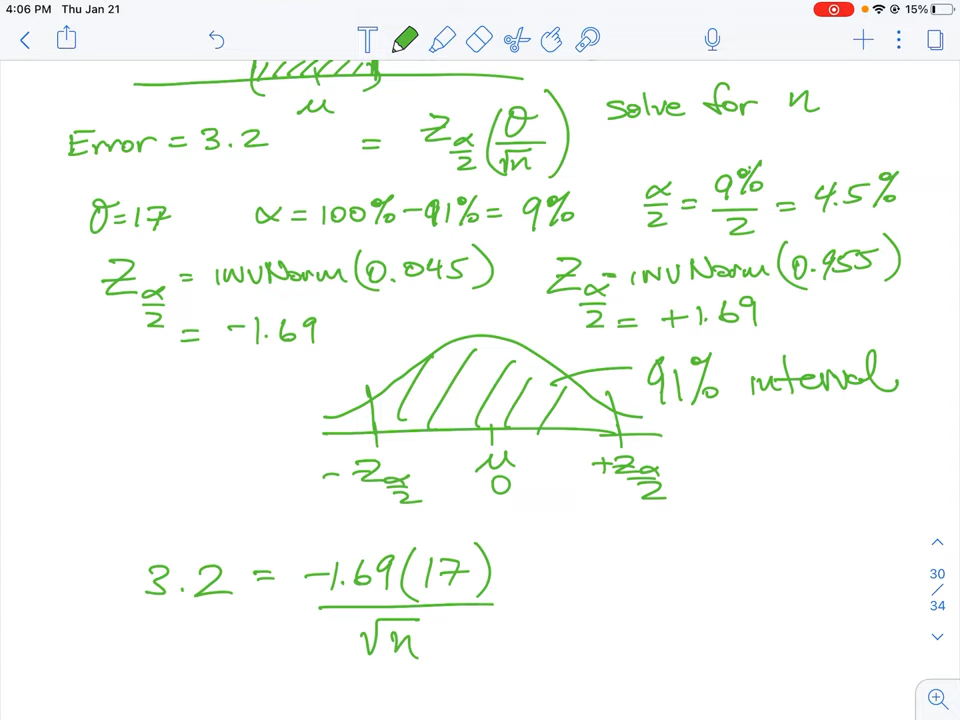 4:06 PM Thu Jan 21 15%
T
μ
solve for n
Error = 3.2 = Z α/2 (σ/√n)
σ=17 α = 100% - 91% = 9% α/2 = 9%/2 = 4.5%
Z α/2 = INVNorm(0.045) Z α/2 = INVNorm(0.955)
= -1.69 = +1.69
91% interval
- Z α/2 μ +Z α/2
0
3.2 = -1.69(17)/√n
30
/
34